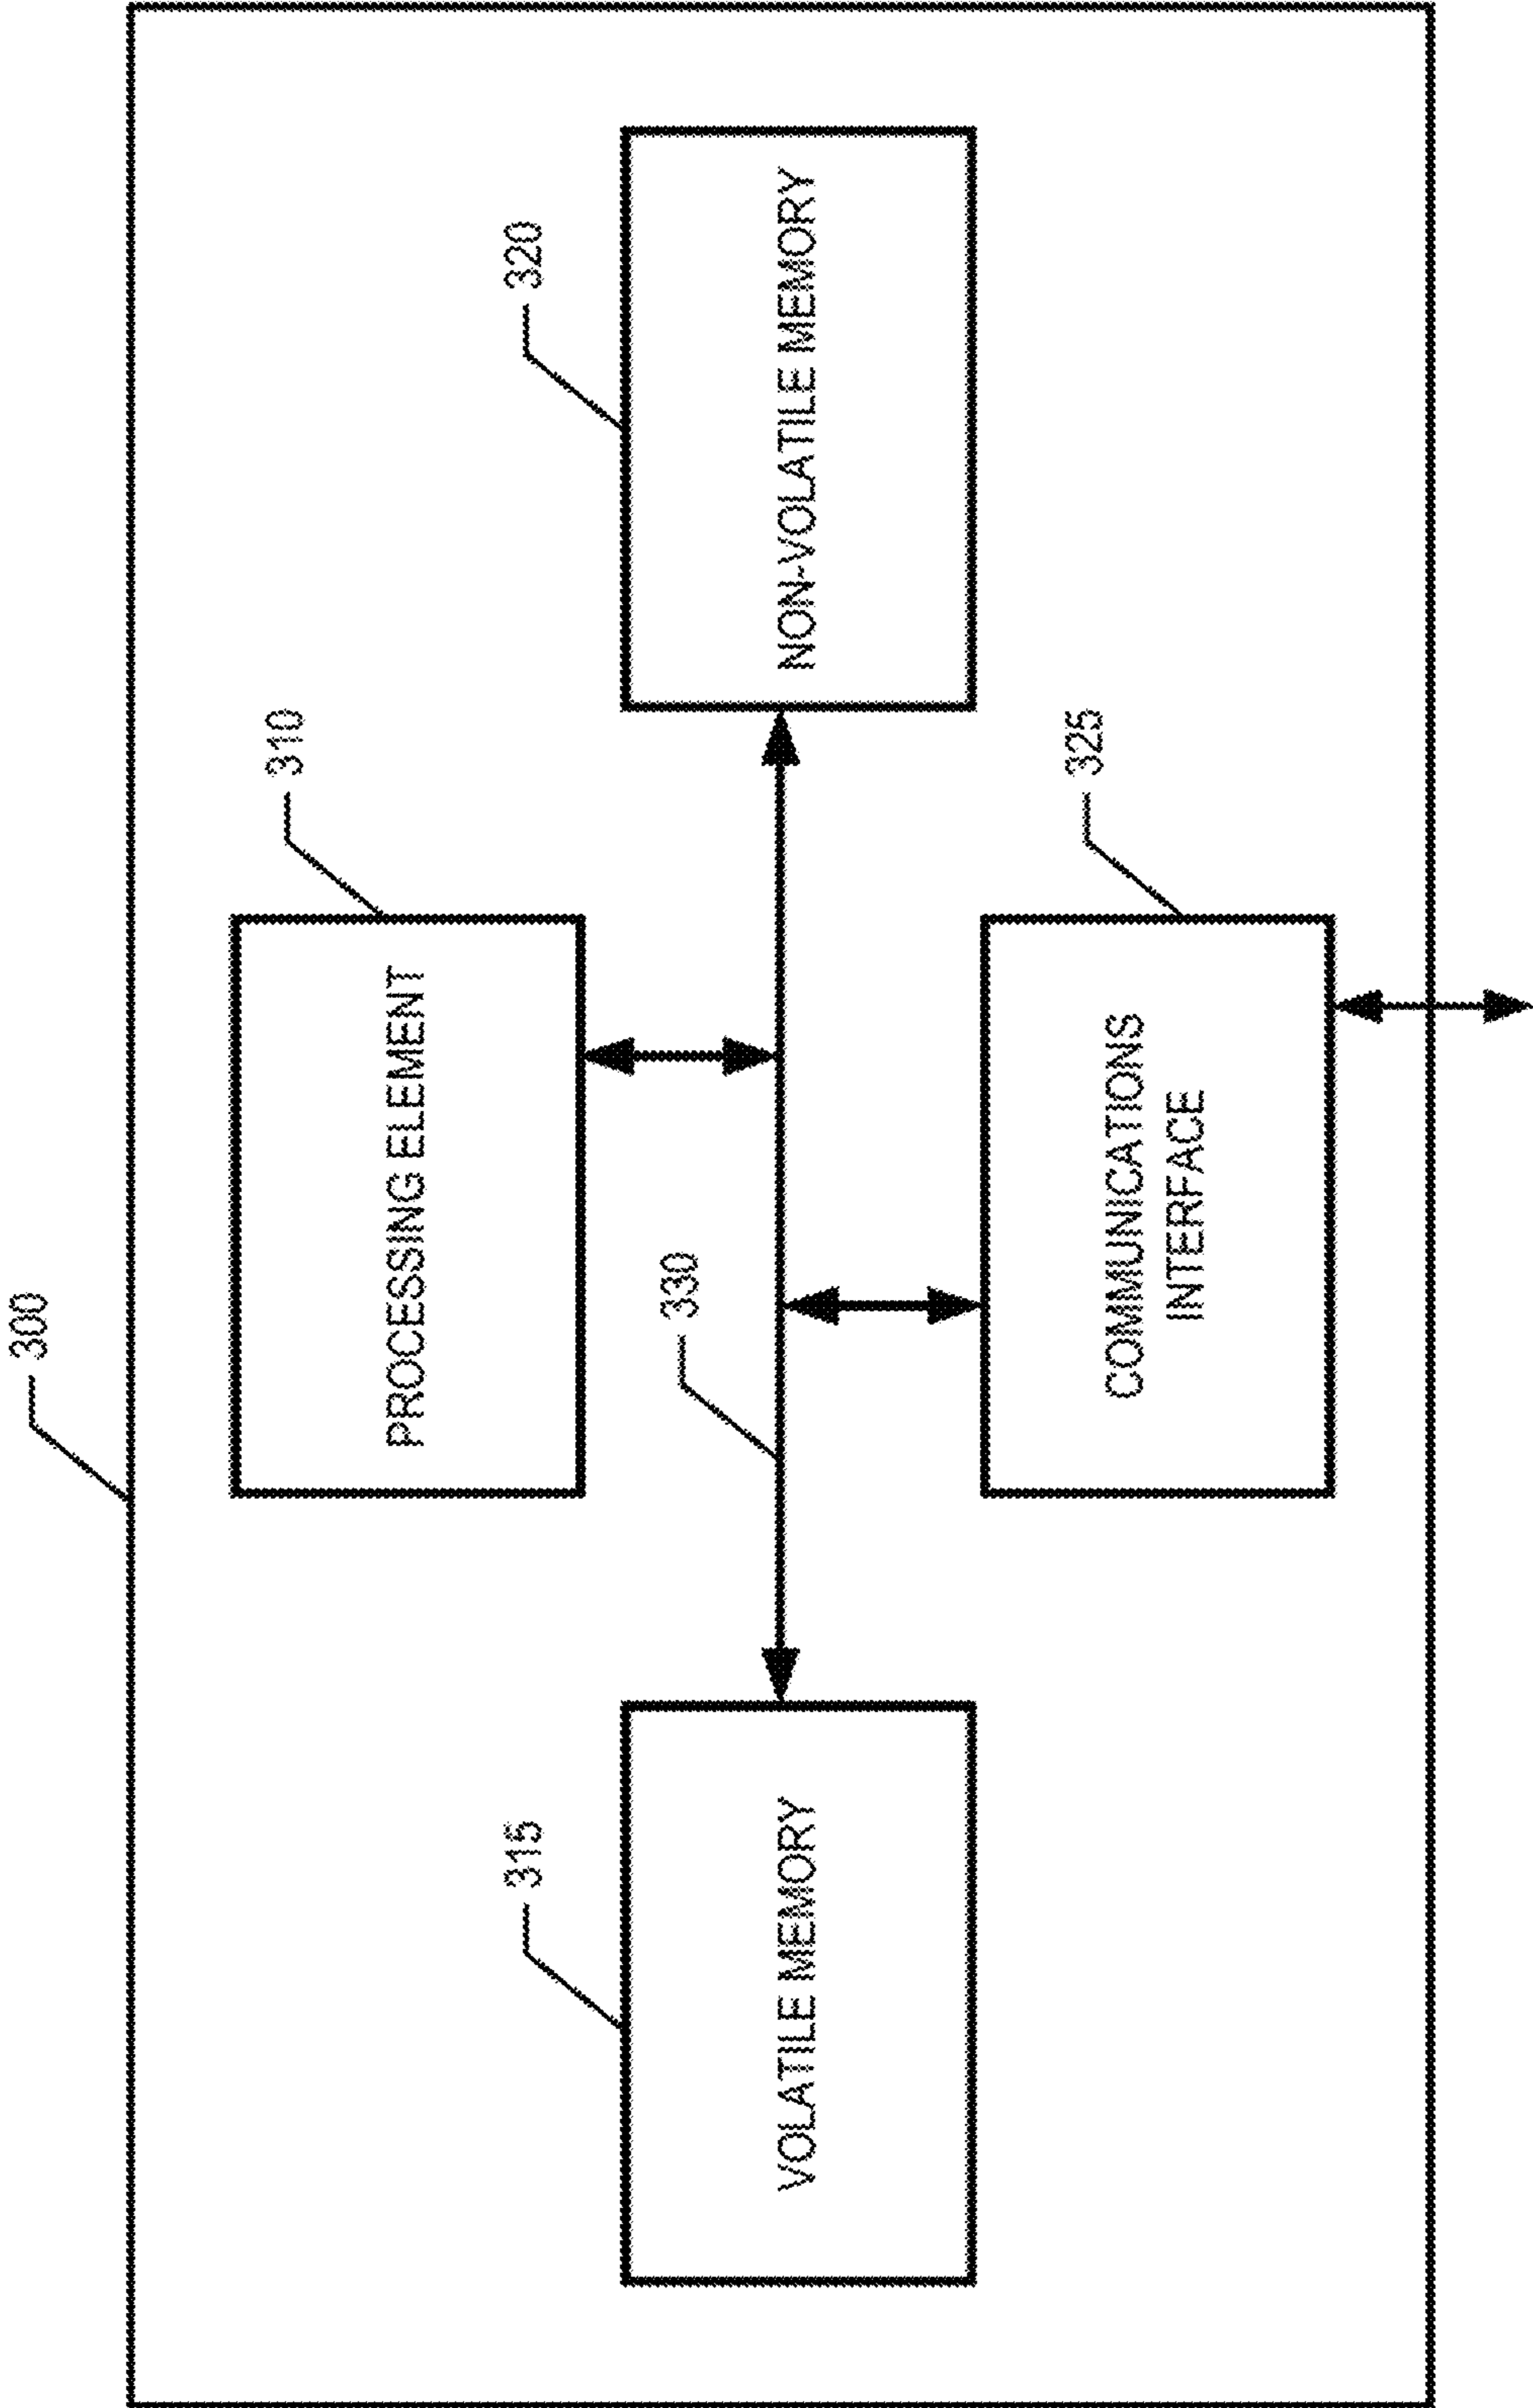 300
310
PROCESSING ELEMENT
315
VOLATILE MEMORY
330
320
NON-VOLATILE MEMORY
325
COMMUNICATIONS
INTERFACE